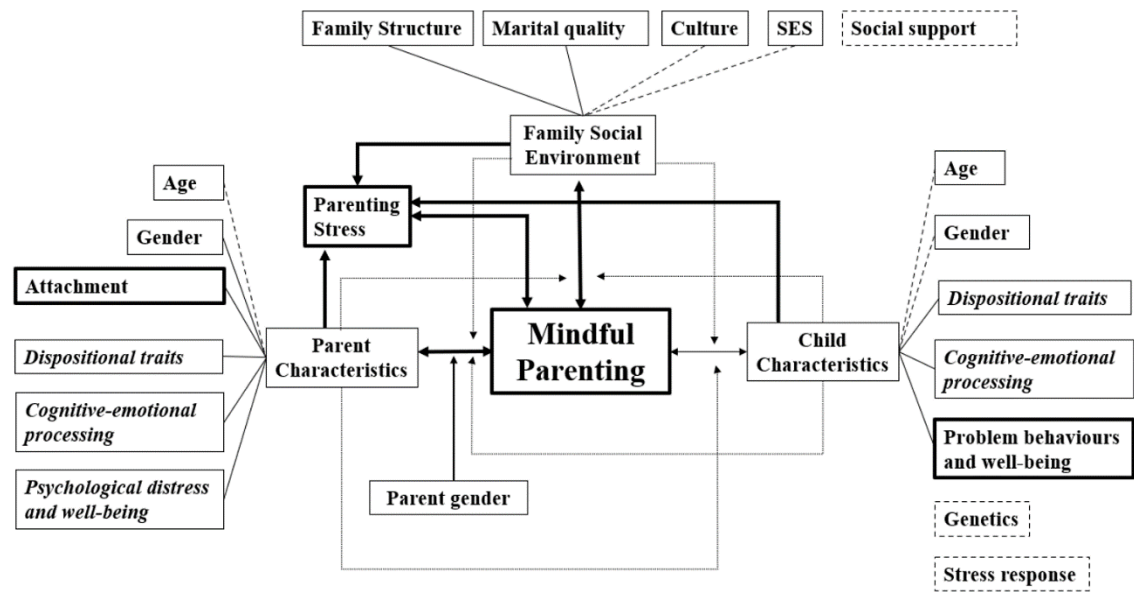 Family Structure
Marital quality
Culture
SES
Social support
Family Social
Environment
Age
Gender
Attachment
Dispositional traits
Cognitive-emotional
processing
Psychological distress
and well-being
Parenting
Stress
Parent
Characteristics
Mindful
Parenting
Parent gender
Child
Characteristics
Age
Gender
Dispositional traits
Cognitive-emotional
processing
Problem behaviours
and well-being
Genetics
Stress response